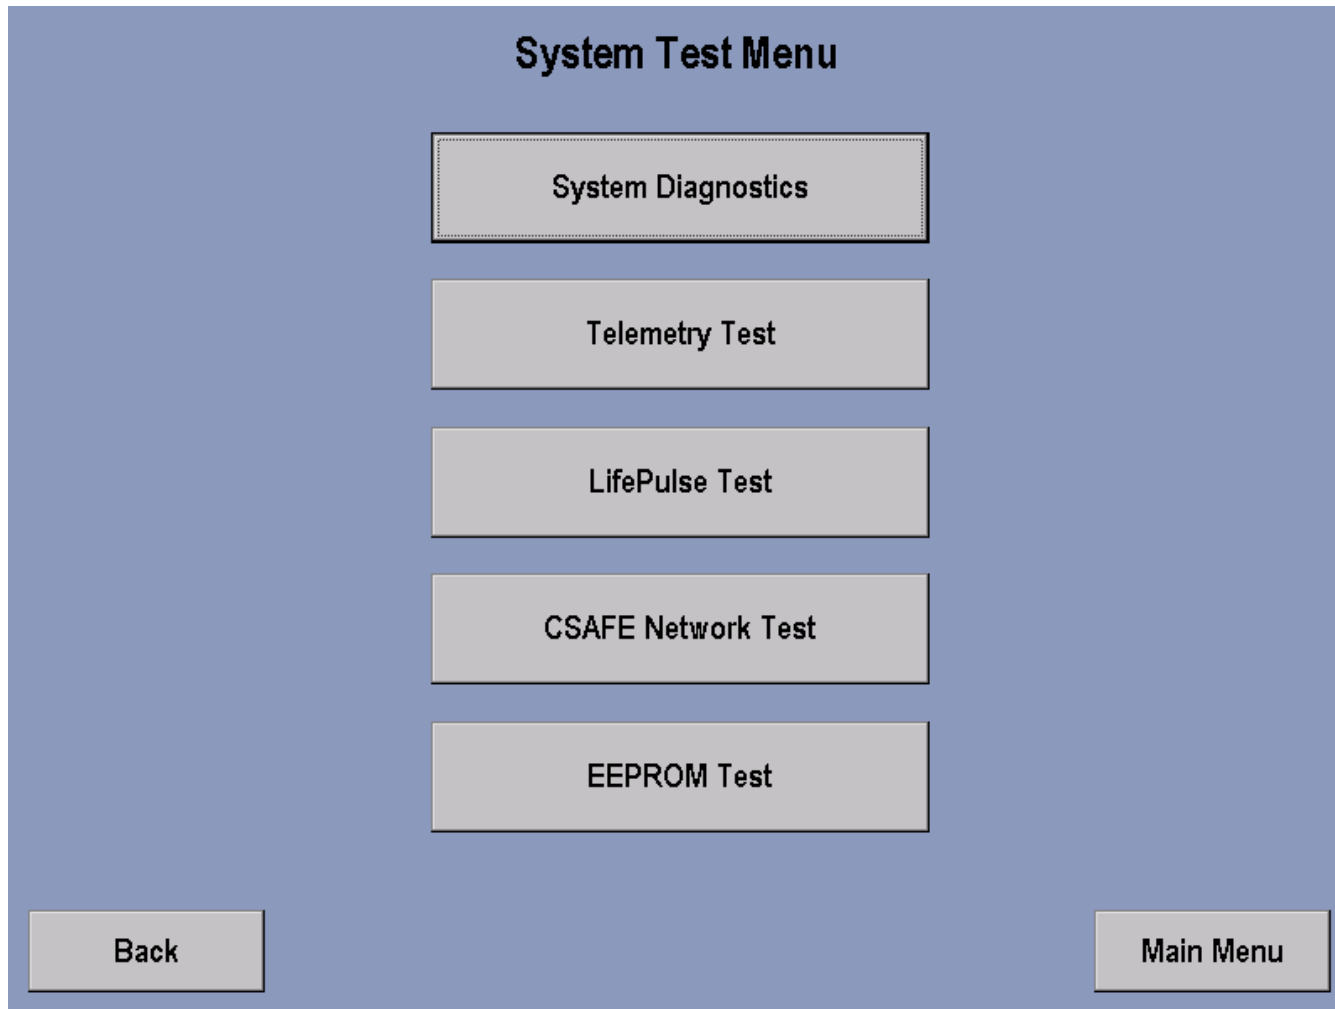 System Test Menu
System Diagnostics
Telemetry Test
LifePulse Test
CSAFE Network Test
EEPROM Test
Back
Main Menu